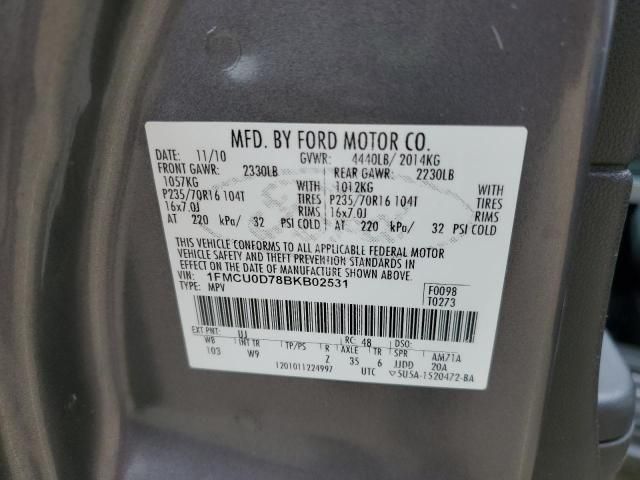 MFD. BY FORD MOTOR CO.
DATE: 11/10 GVWR: 4440LB/ 2014KG
FRONT GAWR: 2330LB REAR GAWR: 2230LB
1057KG WITH 1012KG WITH
P235/70R16 104T TIRES P235/70R16 104T TIRES
16x7.0J RIMS 16x7.0J RIMS
AT 220 kPa/ 32 PSI COLD AT 220 kPa/ 32 PSI COLD
THIS VEHICLE CONFORMS TO ALL APPLICABLE FEDERAL MOTOR
VEHICLE SAFETY AND THEFT PREVENTION STANDARDS IN
EFFECT ON THE DATE OF MANUFACTURE SHOWN ABOVE.
VIN: 1FMCU0D78BKB02531
TYPE: MPV
F0098
T0273
EXT PNT: UJ RC: 48 DSO:
WB INT TR TP/PS R AXLE TR SPR AM71A
103 W9 Z 35 6 JJDD 20A
1201011224997 UTC 5U5A-1520472-BA